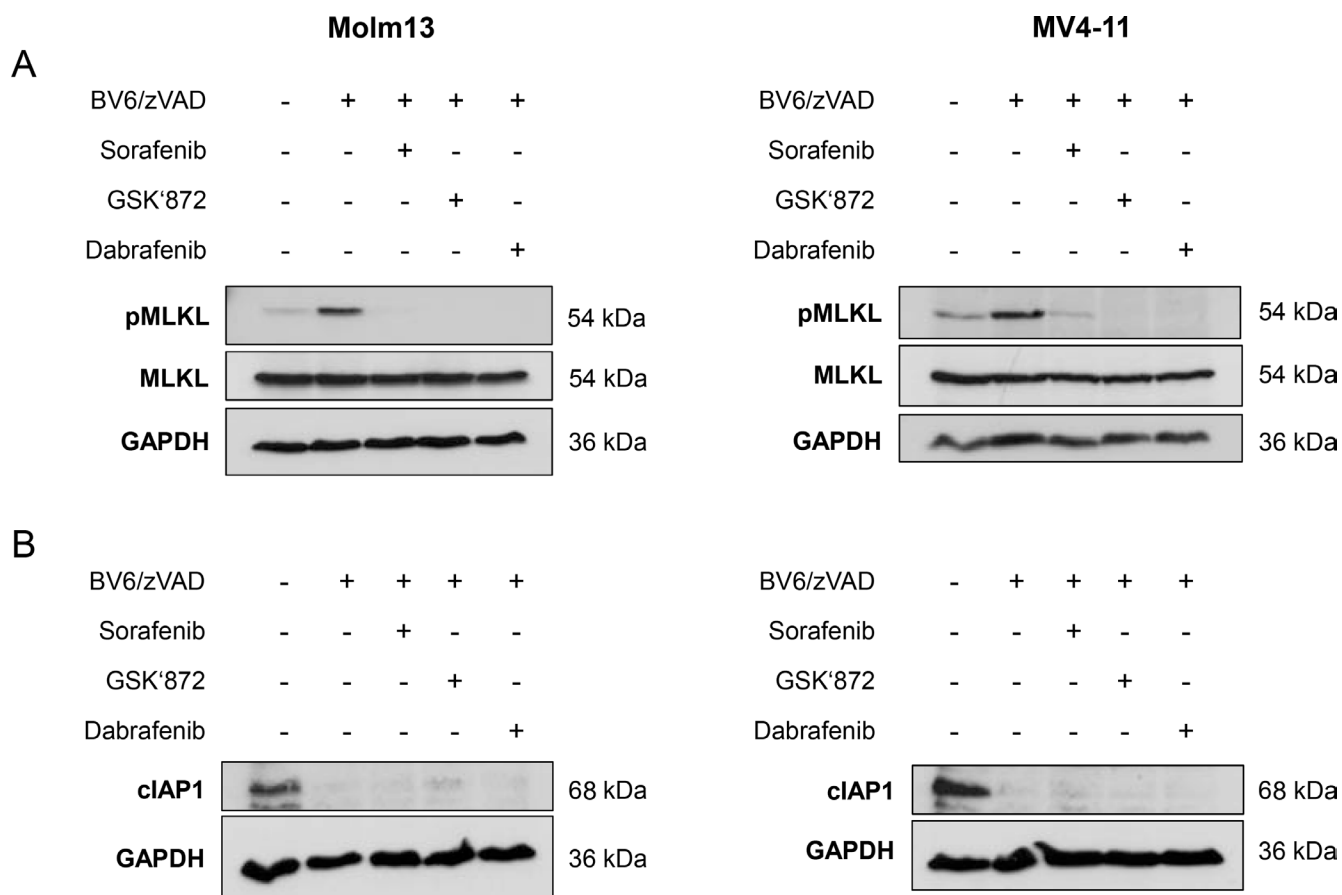 Molm13 MV4-11
A
BV6/zVAD - + + + + BV6/zVAD - + + + +
Sorafenib - - + - - Sorafenib - - + - -
GSK‘872 - - - + - GSK‘872 - - - + -
Dabrafenib - - - - + Dabrafenib - - - - +
pMLKL 54 kDa pMLKL 54 kDa
MLKL 54 kDa MLKL 54 kDa
GAPDH 36 kDa GAPDH 36 kDa
B
BV6/zVAD - + + + + BV6/zVAD - + + + +
Sorafenib - - + - - Sorafenib - - + - -
GSK‘872 - - - + - GSK‘872 - - - + -
Dabrafenib - - - - + Dabrafenib - - - - +
cIAP1 68 kDa cIAP1 68 kDa
GAPDH 36 kDa GAPDH 36 kDa